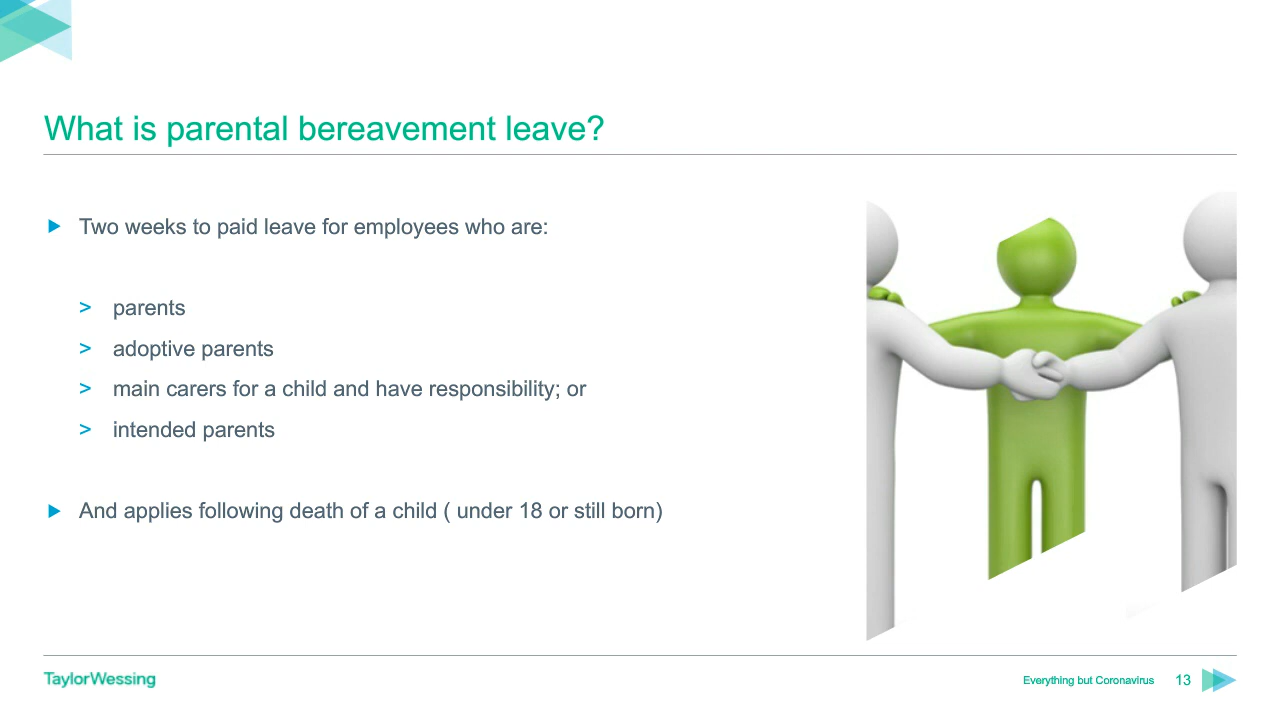 What is parental bereavement leave?
Two weeks to paid leave for employees who are:
> parents
> adoptive parents
> main carers for a child and have responsibility; or
> intended parents
And applies following death of a child ( under 18 or still born)
TaylorWessing
Everything but Coronavirus 13